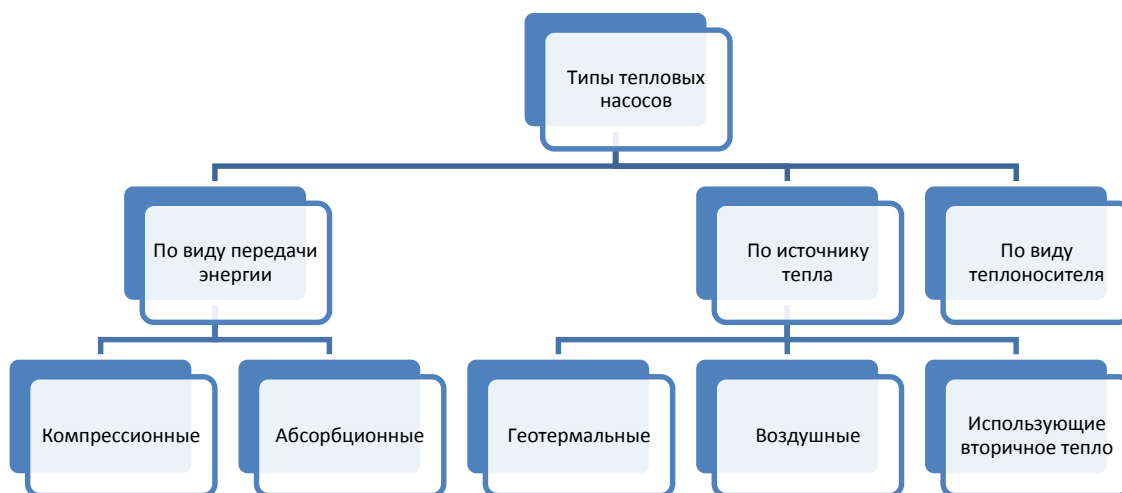 Типы тепловых
насосов
По виду передачи
энергии
По источнику
тепла
По виду
теплоносителя
Компрессионные
Абсорбционные
Геотермальные
Воздушные
Использующие
вторичное тепло